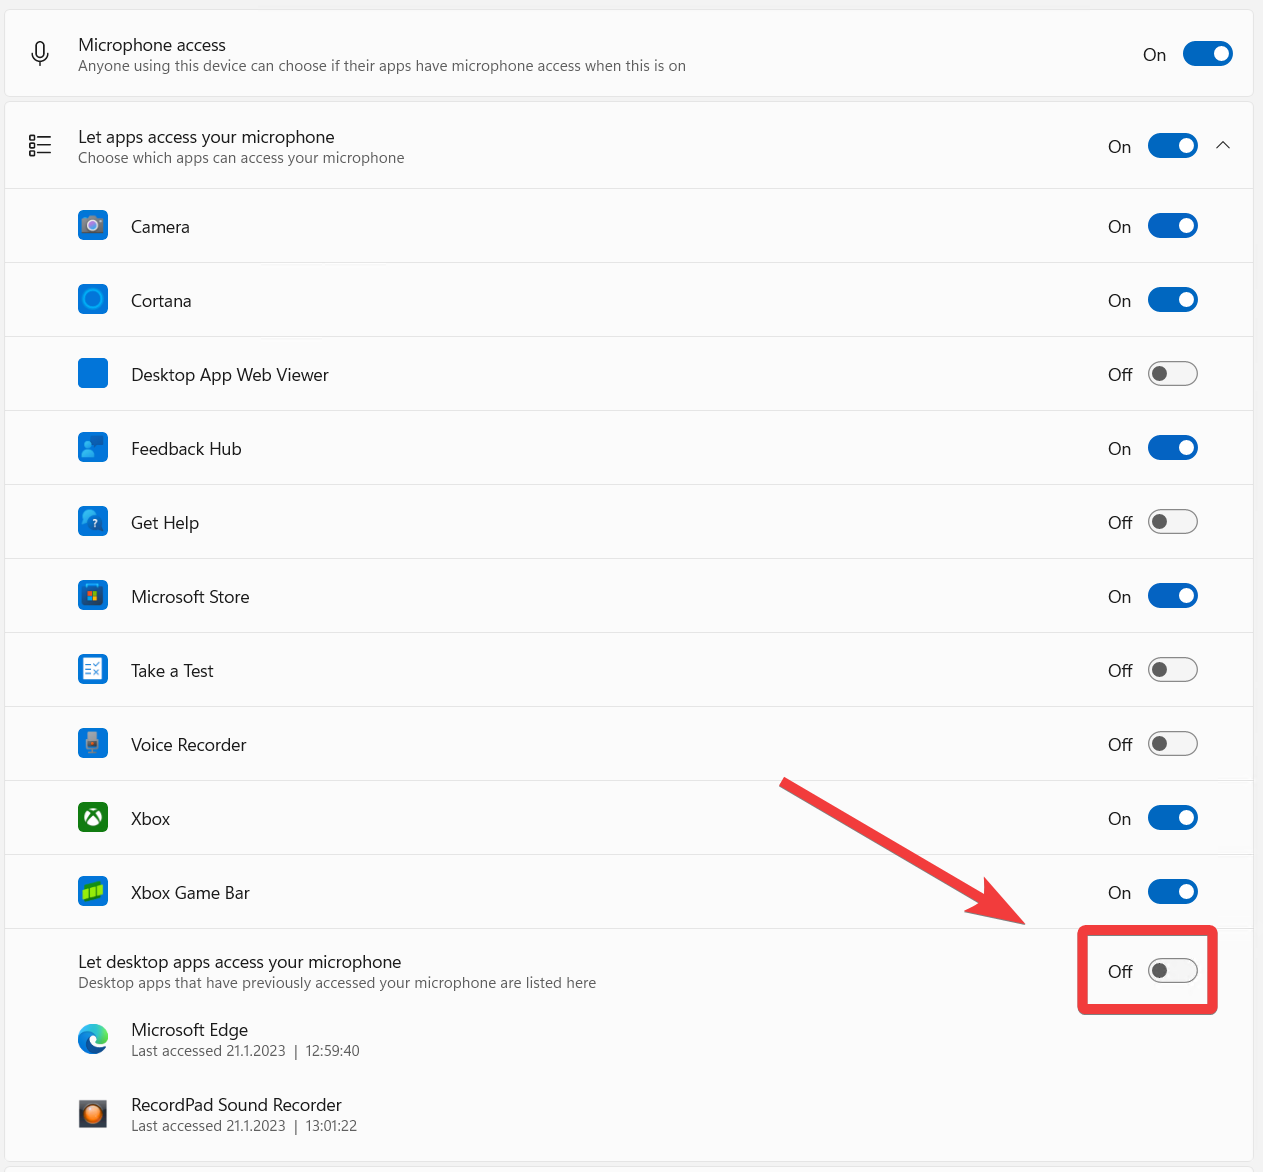 Microphone access
Anyone using this device can choose if their apps have microphone access when this is on
On
Let apps access your microphone
Choose which apps can access your microphone
On
Camera
On
Cortana
On
Desktop App Web Viewer
Off
Feedback Hub
On
Get Help
Off
Microsoft Store
On
Take a Test
Off
Voice Recorder
Off
Xbox
On
Xbox Game Bar
On
Let desktop apps access your microphone
Desktop apps that have previously accessed your microphone are listed here
Off
Microsoft Edge
Last accessed 21.1.2023 | 12:59:40
RecordPad Sound Recorder
Last accessed 21.1.2023 | 13:01:22